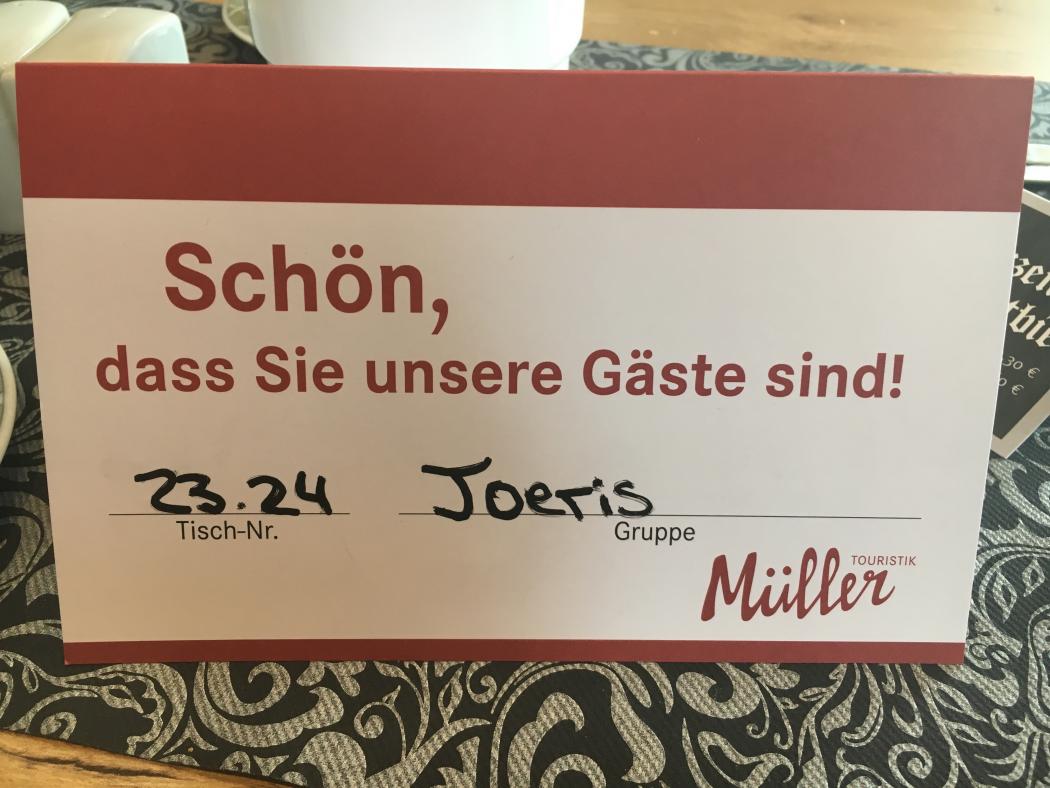 Schön,
dass Sie unsere Gäste sind!
23.24 Joeris
Tisch-Nr. Gruppe
Müller TOURISTIK